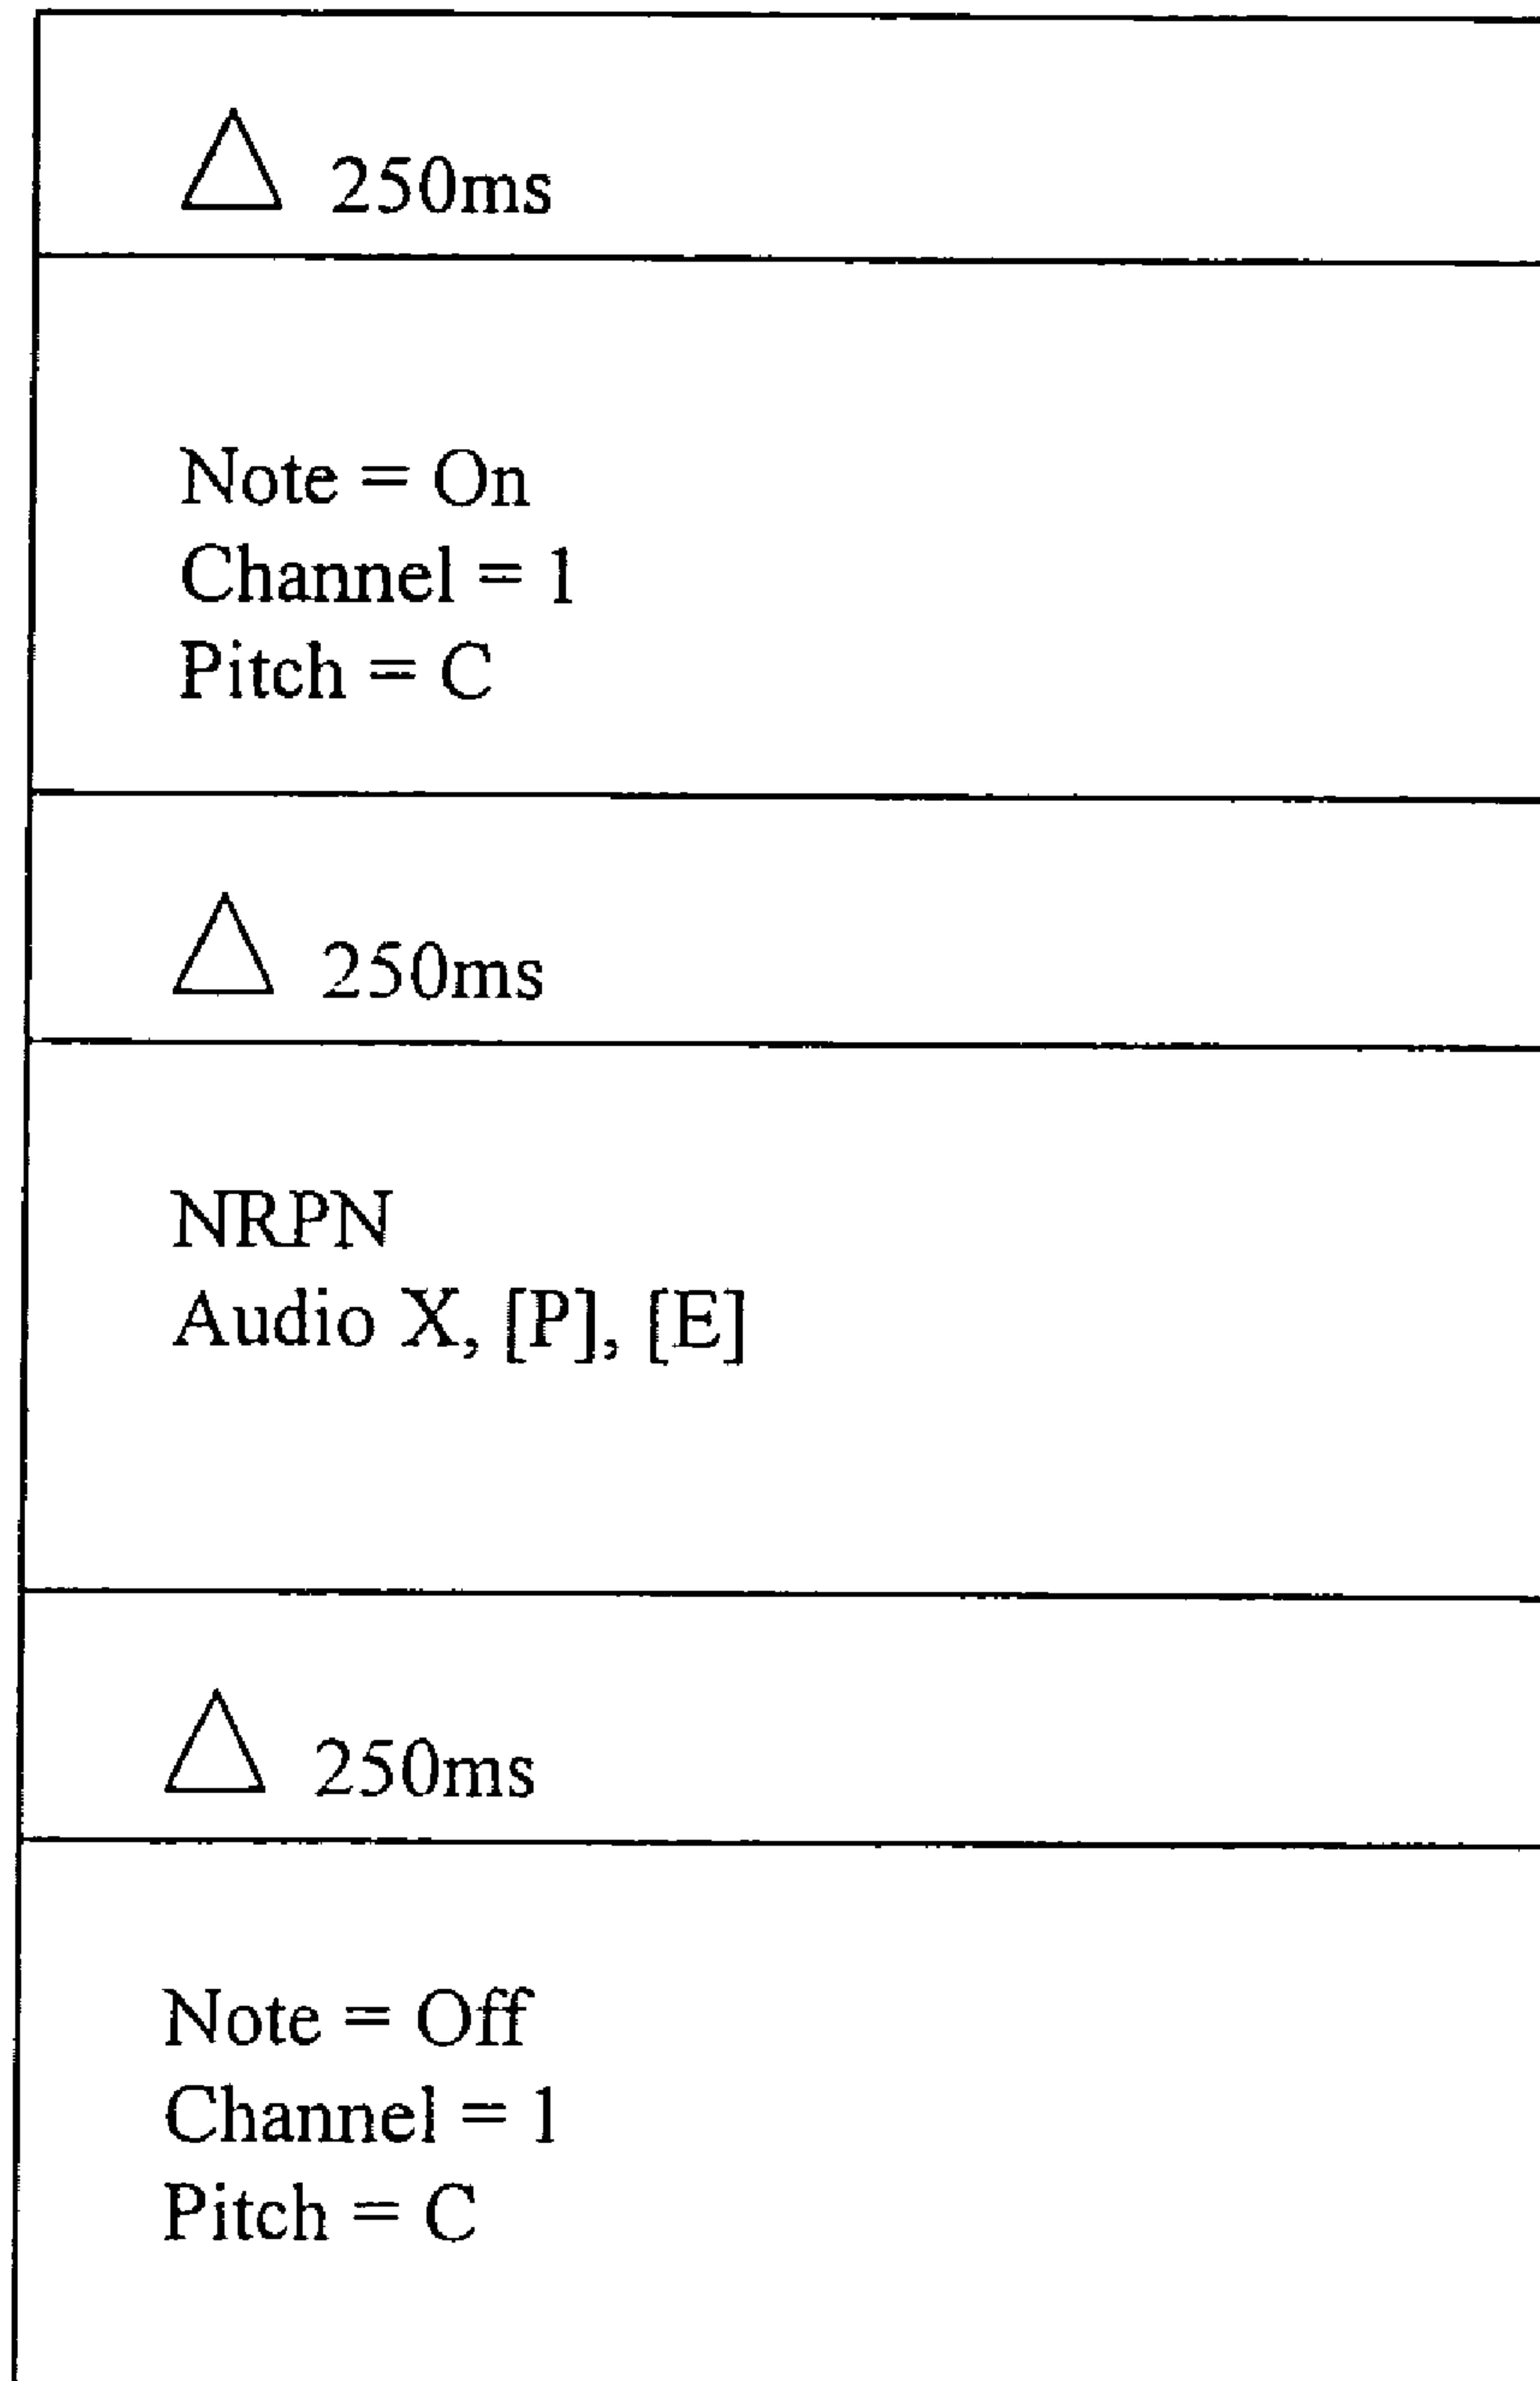 △ 250ms
Note = On
Channel = 1
Pitch = C
△ 250ms
NRPN
Audio X, [P], [E]
△ 250ms
Note = Off
Channel = 1
Pitch = C